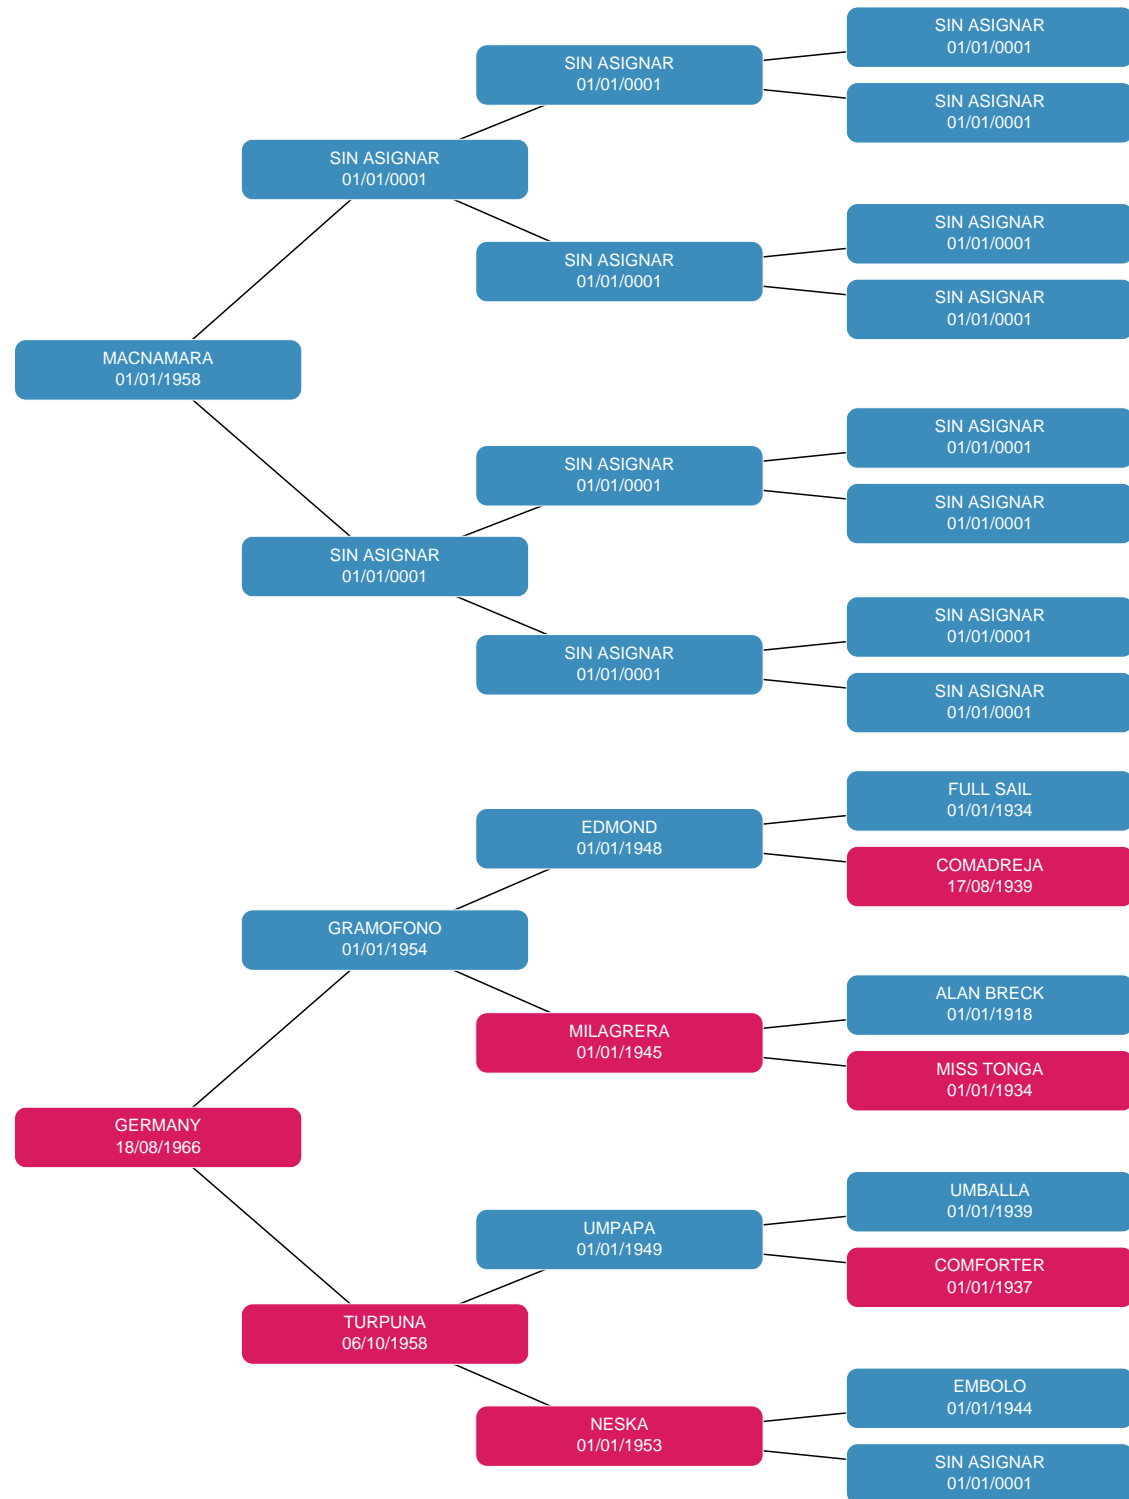 SIN ASIGNAR
01/01/0001
SIN ASIGNAR
01/01/0001
SIN ASIGNAR
01/01/0001
SIN ASIGNAR
01/01/0001
SIN ASIGNAR
01/01/0001
SIN ASIGNAR
01/01/0001
SIN ASIGNAR
01/01/0001
MACNAMARA
01/01/1958
SIN ASIGNAR
01/01/0001
SIN ASIGNAR
01/01/0001
SIN ASIGNAR
01/01/0001
SIN ASIGNAR
01/01/0001
SIN ASIGNAR
01/01/0001
SIN ASIGNAR
01/01/0001
SIN ASIGNAR
01/01/0001
FULL SAIL
01/01/1934
EDMOND
01/01/1948
COMADREJA
17/08/1939
GRAMOFONO
01/01/1954
ALAN BRECK
01/01/1918
MILAGRERA
01/01/1945
MISS TONGA
01/01/1934
GERMANY
18/08/1966
UMBALLA
01/01/1939
UMPAPA
01/01/1949
COMFORTER
01/01/1937
TURPUNA
06/10/1958
EMBOLO
01/01/1944
NESKA
01/01/1953
SIN ASIGNAR
01/01/0001